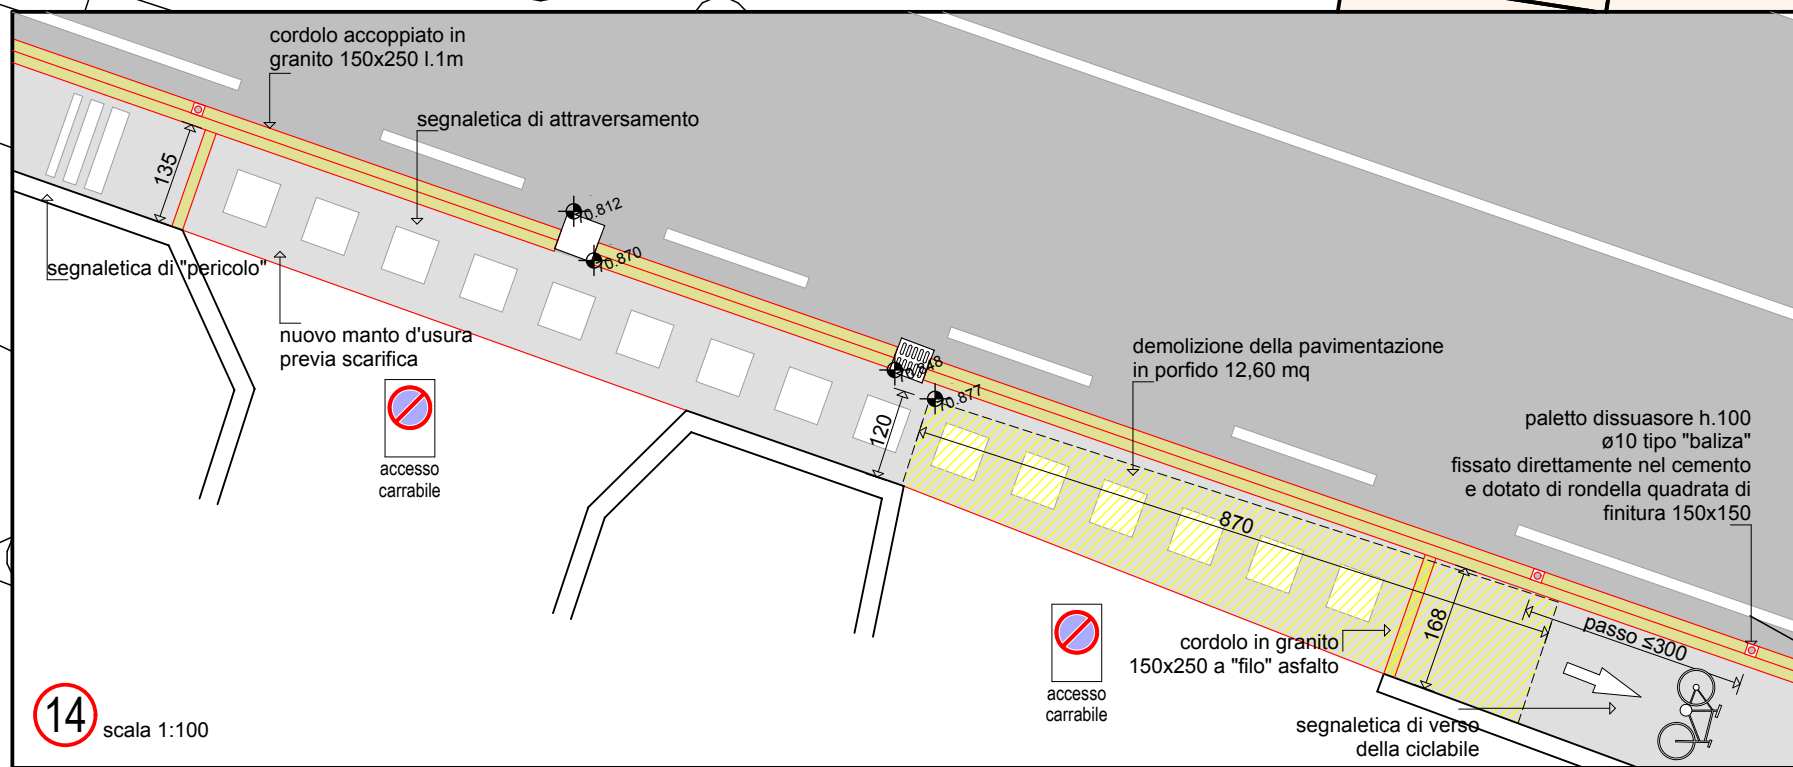 cordolo accoppiato in
granito 150x250 l.1m
segnaletica di attraversamento
135
70.812
70.870
segnaletica di "pericolo"
nuovo manto d'usura
previa scarifica
accesso
carrabile
70.848
70.877
120
demolizione della pavimentazione
in porfido 12,60 mq
870
paletto dissuasore h.100
ø10 tipo "baliza"
fissato direttamente nel cemento
e dotato di rondella quadrata di
finitura 150x150
168
passo ≤300
cordolo in granito
150x250 a "filo" asfalto
accesso
carrabile
segnaletica di verso
della ciclabile
14
scala 1:100